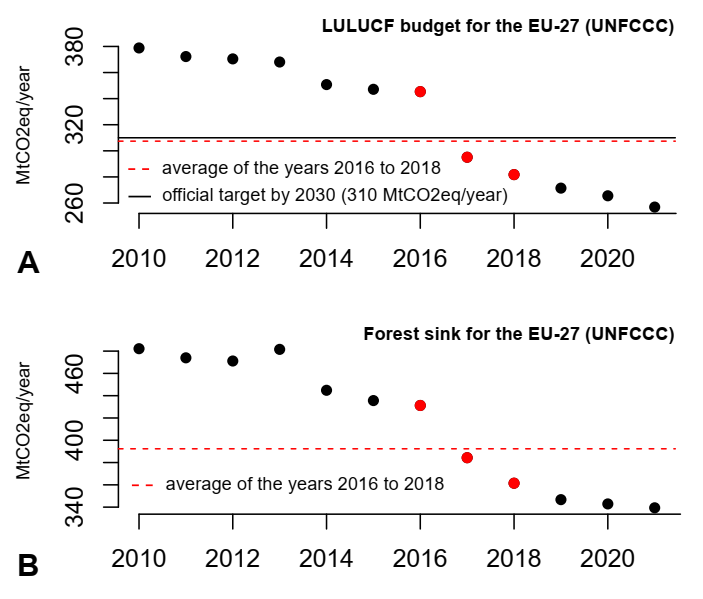 LULUCF budget for the EU-27 (UNFCCC)
MtCO2eq/year
380
320
260
average of the years 2016 to 2018
official target by 2030 (310 MtCO2eq/year)
2010 2012 2014 2016 2018 2020
A
Forest sink for the EU-27 (UNFCCC)
MtCO2eq/year
460
400
340
average of the years 2016 to 2018
2010 2012 2014 2016 2018 2020
B